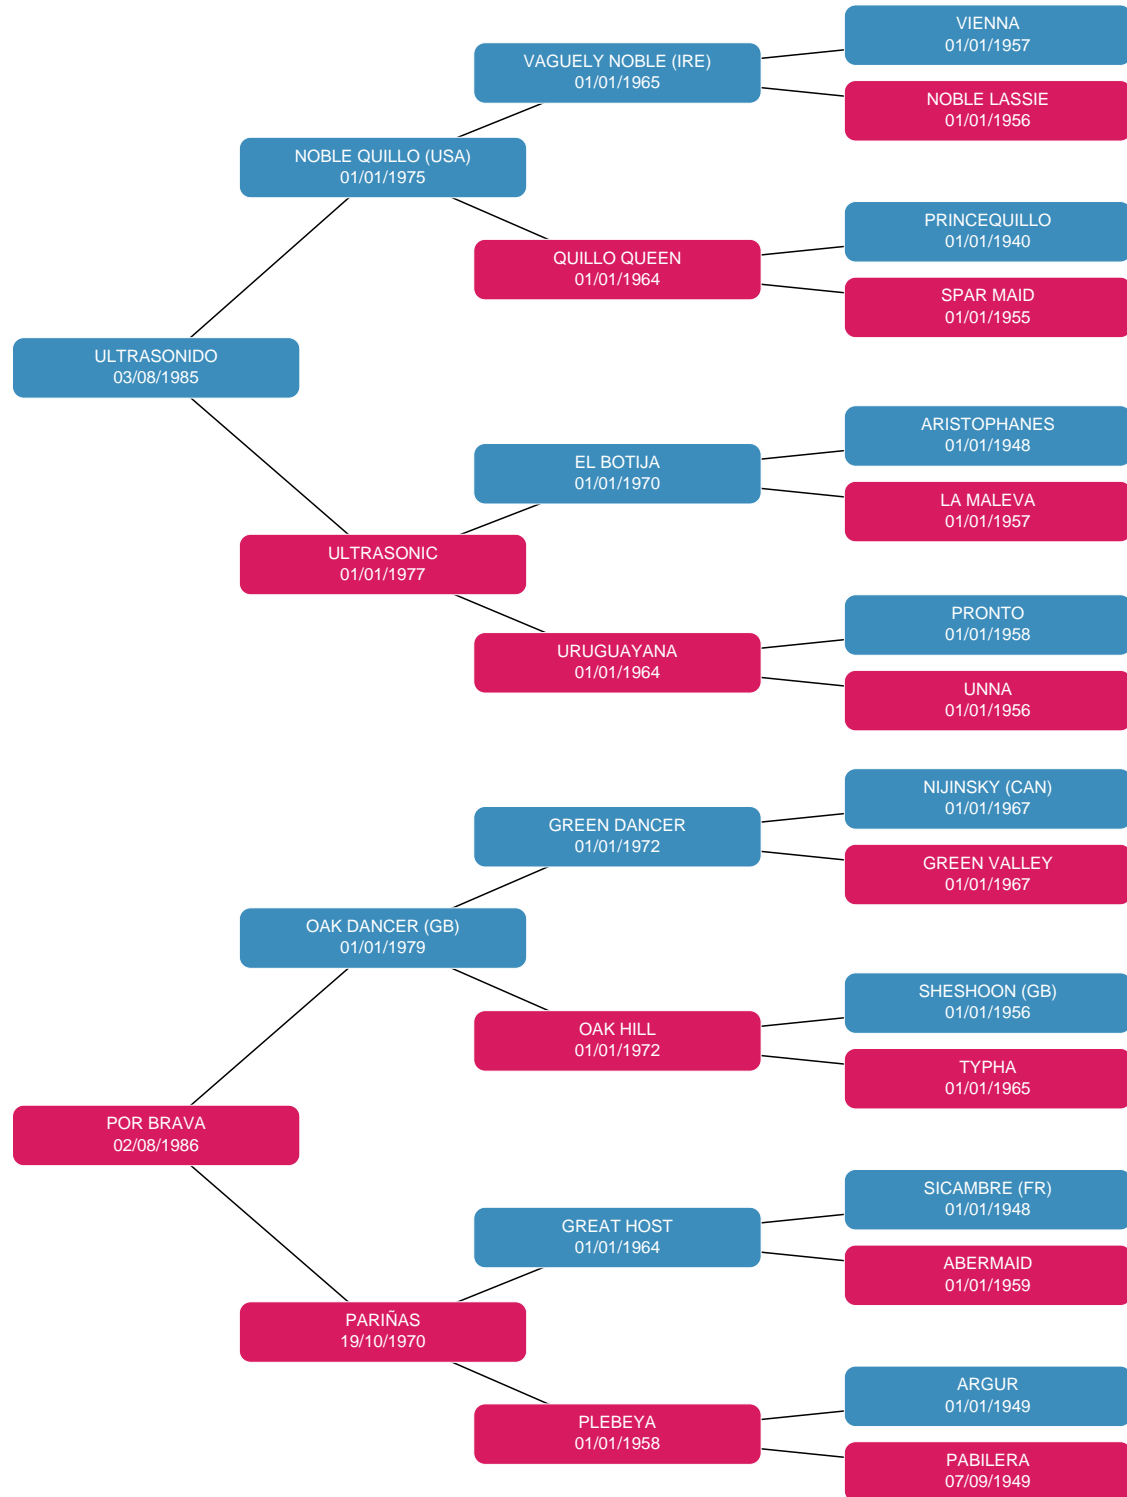 VIENNA
01/01/1957
VAGUELY NOBLE (IRE)
01/01/1965
NOBLE LASSIE
01/01/1956
NOBLE QUILLO (USA)
01/01/1975
PRINCEQUILLO
01/01/1940
QUILLO QUEEN
01/01/1964
SPAR MAID
01/01/1955
ULTRASONIDO
03/08/1985
ARISTOPHANES
01/01/1948
EL BOTIJA
01/01/1970
LA MALEVA
01/01/1957
ULTRASONIC
01/01/1977
PRONTO
01/01/1958
URUGUAYANA
01/01/1964
UNNA
01/01/1956
NIJINSKY (CAN)
01/01/1967
GREEN DANCER
01/01/1972
GREEN VALLEY
01/01/1967
OAK DANCER (GB)
01/01/1979
SHESHOON (GB)
01/01/1956
OAK HILL
01/01/1972
TYPHA
01/01/1965
POR BRAVA
02/08/1986
SICAMBRE (FR)
01/01/1948
GREAT HOST
01/01/1964
ABERMAID
01/01/1959
PARIÑAS
19/10/1970
ARGUR
01/01/1949
PLEBEYA
01/01/1958
PABILERA
07/09/1949